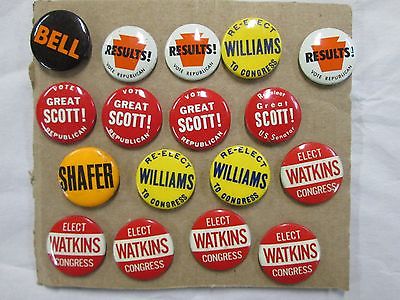 BELL
RESULTS!
VOTE REPUBLICAN
RESULTS!
VOTE REPUBLICAN
RE-ELECT
WILLIAMS
TO CONGRESS
RESULTS!
VOTE REPUBLICAN
VOTE
GREAT
SCOTT!
REPUBLICAN
VOTE
GREAT
SCOTT!
REPUBLICAN
VOTE
GREAT
SCOTT!
REPUBLICAN
Re-elect
Great
SCOTT!
U.S. Senator
SHAFER
RE-ELECT
WILLIAMS
TO CONGRESS
RE-ELECT
WILLIAMS
TO CONGRESS
ELECT
WATKINS
CONGRESS
ELECT
WATKINS
CONGRESS
ELECT
WATKINS
CONGRESS
ELECT
WATKINS
CONGRESS
ELECT
WATKINS
CONGRESS